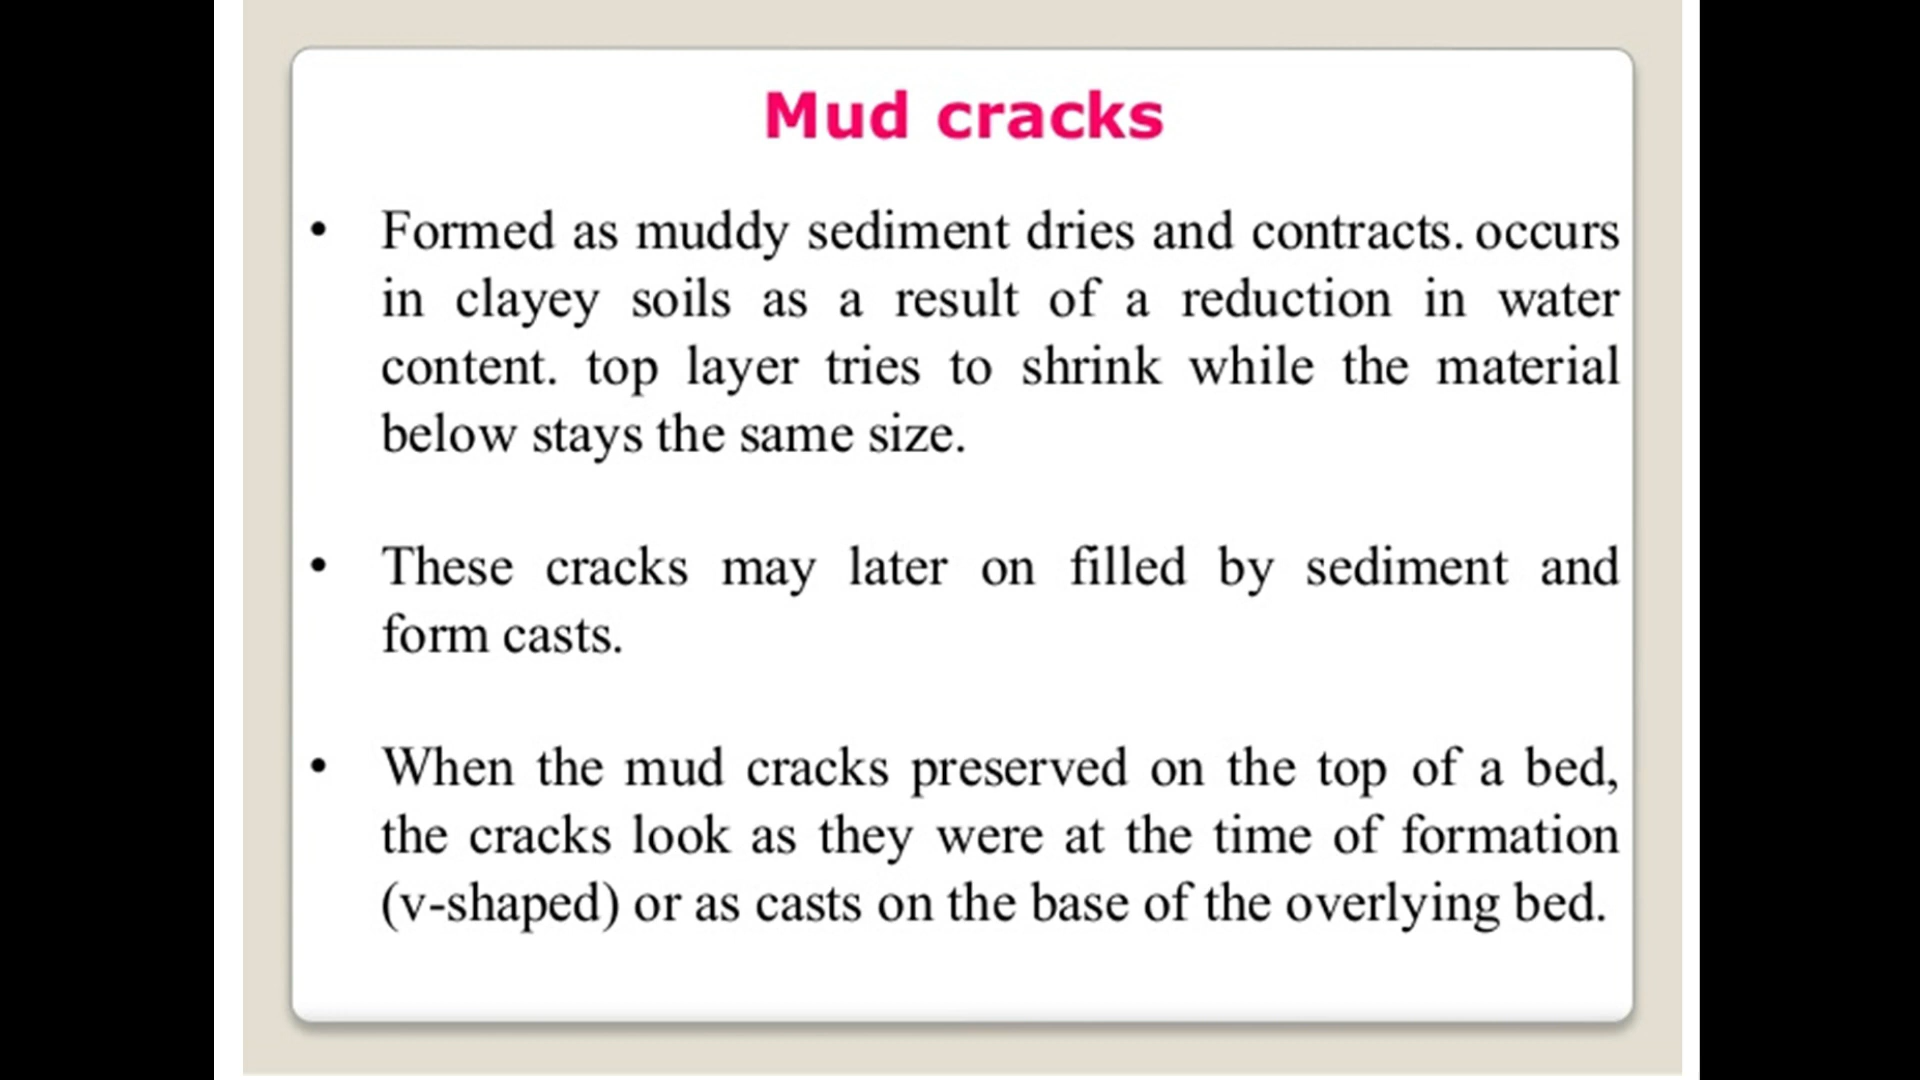 Mud cracks
• Formed as muddy sediment dries and contracts. occurs
in clayey soils as a result of a reduction in water
content. top layer tries to shrink while the material
below stays the same size.
• These cracks may later on filled by sediment and
form casts.
• When the mud cracks preserved on the top of a bed,
the cracks look as they were at the time of formation
(v-shaped) or as casts on the base of the overlying bed.